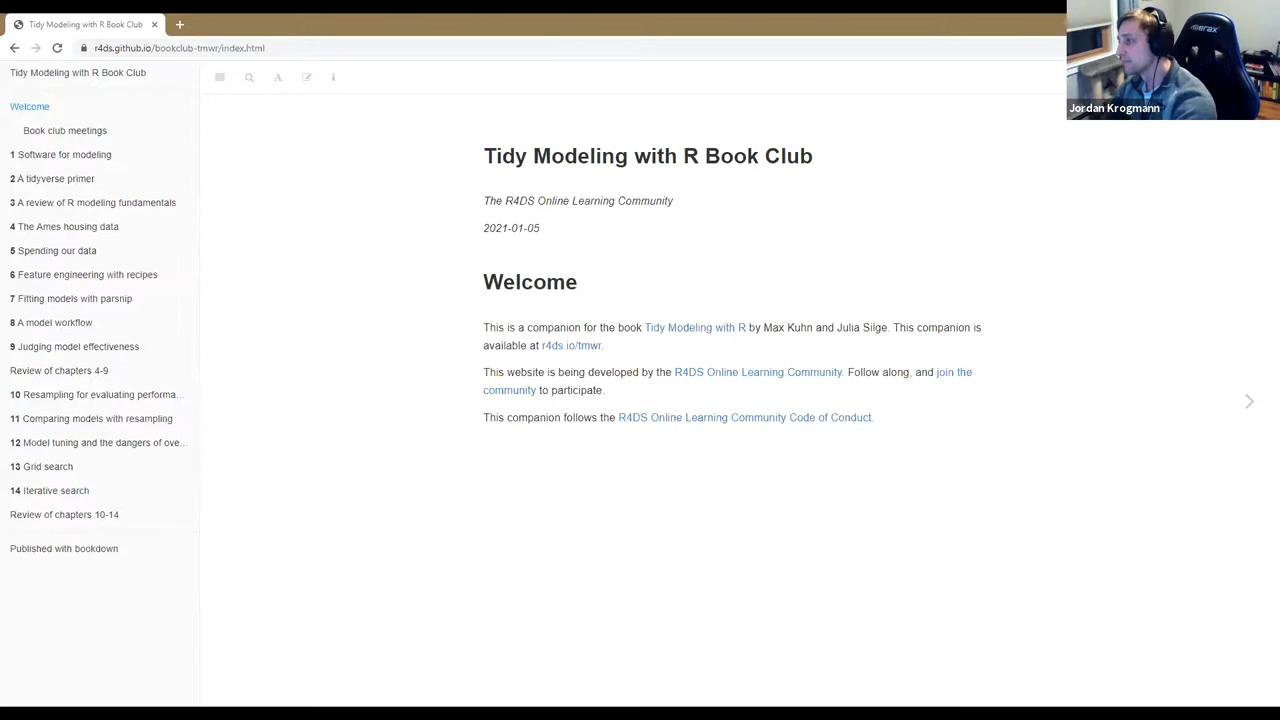 Tidy Modeling with R Book Club
r4ds.github.io/bookclub-tmwr/index.html
Jordan Krogmann
Tidy Modeling with R Book Club
Welcome
Book club meetings
1 Software for modeling
2 A tidyverse primer
3 A review of R modeling fundamentals
4 The Ames housing data
5 Spending our data
6 Feature engineering with recipes
7 Fitting models with parsnip
8 A model workflow
9 Judging model effectiveness
Review of chapters 4-9
10 Resampling for evaluating performa...
11 Comparing models with resampling
12 Model tuning and the dangers of ove...
13 Grid search
14 Iterative search
Review of chapters 10-14
Published with bookdown
Tidy Modeling with R Book Club
The R4DS Online Learning Community
2021-01-05
Welcome
This is a companion for the book Tidy Modeling with R by Max Kuhn and Julia Silge. This companion is
available at r4ds.io/tmwr.
This website is being developed by the R4DS Online Learning Community. Follow along, and join the
community to participate.
This companion follows the R4DS Online Learning Community Code of Conduct.